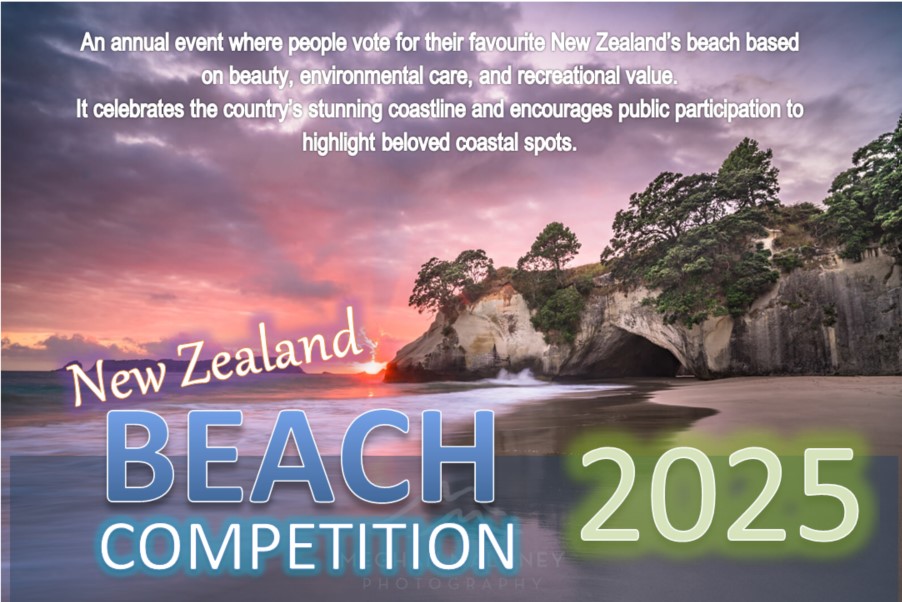 An annual event where people vote for their favourite New Zealand's beach based
on beauty, environmental care, and recreational value.
It celebrates the country's stunning coastline and encourages public participation to
highlight beloved coastal spots.
New Zealand
BEACH
2025
COMPETITION
PHOTOGRAPHY